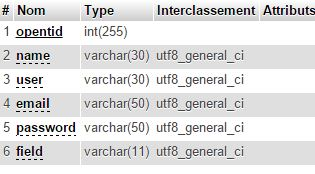 # Nom Type Interclassement Attributs
1 opentid int(255)
2 name varchar(30) utf8_general_ci
3 user varchar(30) utf8_general_ci
4 email varchar(50) utf8_general_ci
5 password varchar(50) utf8_general_ci
6 field varchar(11) utf8_general_ci